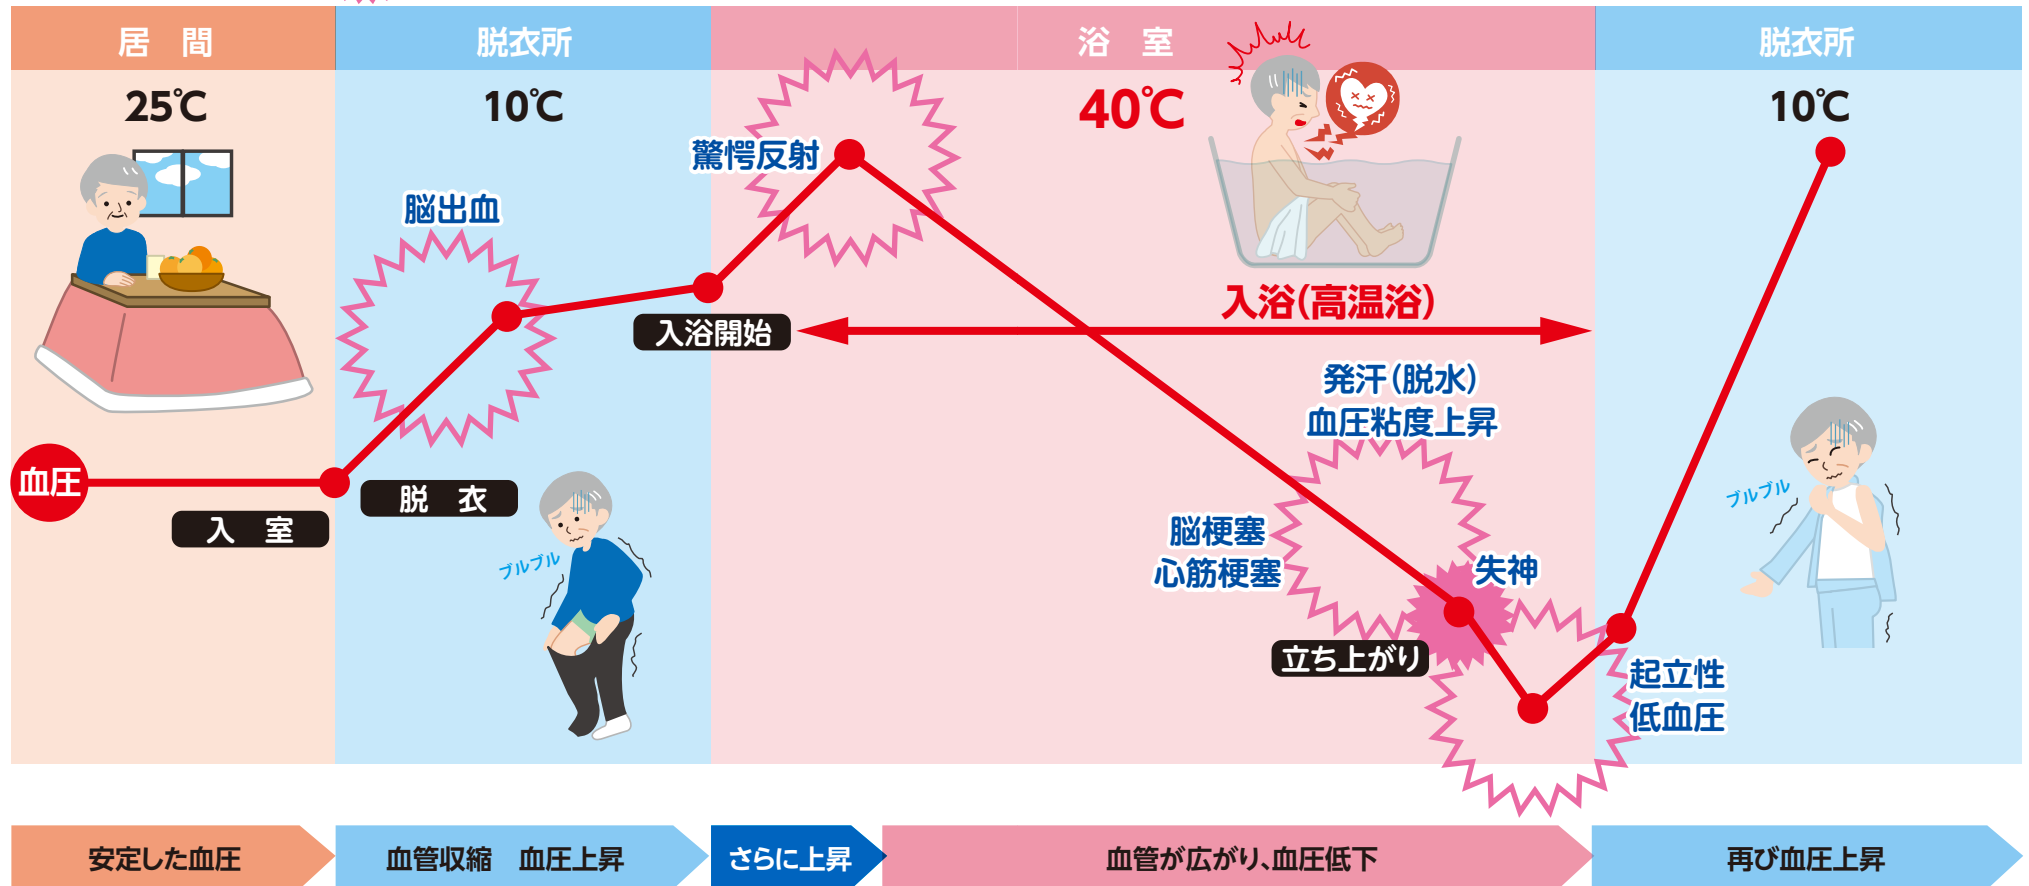 居　間
脱衣所
浴　室
脱衣所
25℃
10℃
40℃
10℃
驚愕反射
脳出血
入浴(高温浴)
入浴開始
発汗(脱水)
血圧粘度上昇
血圧
入　室
脱　衣
ブルブル
ブルブル
脳梗塞
心筋梗塞
失神
立ち上がり
起立性
低血圧
安定した血圧
血管収縮　血圧上昇
さらに上昇
血管が広がり、血圧低下
再び血圧上昇